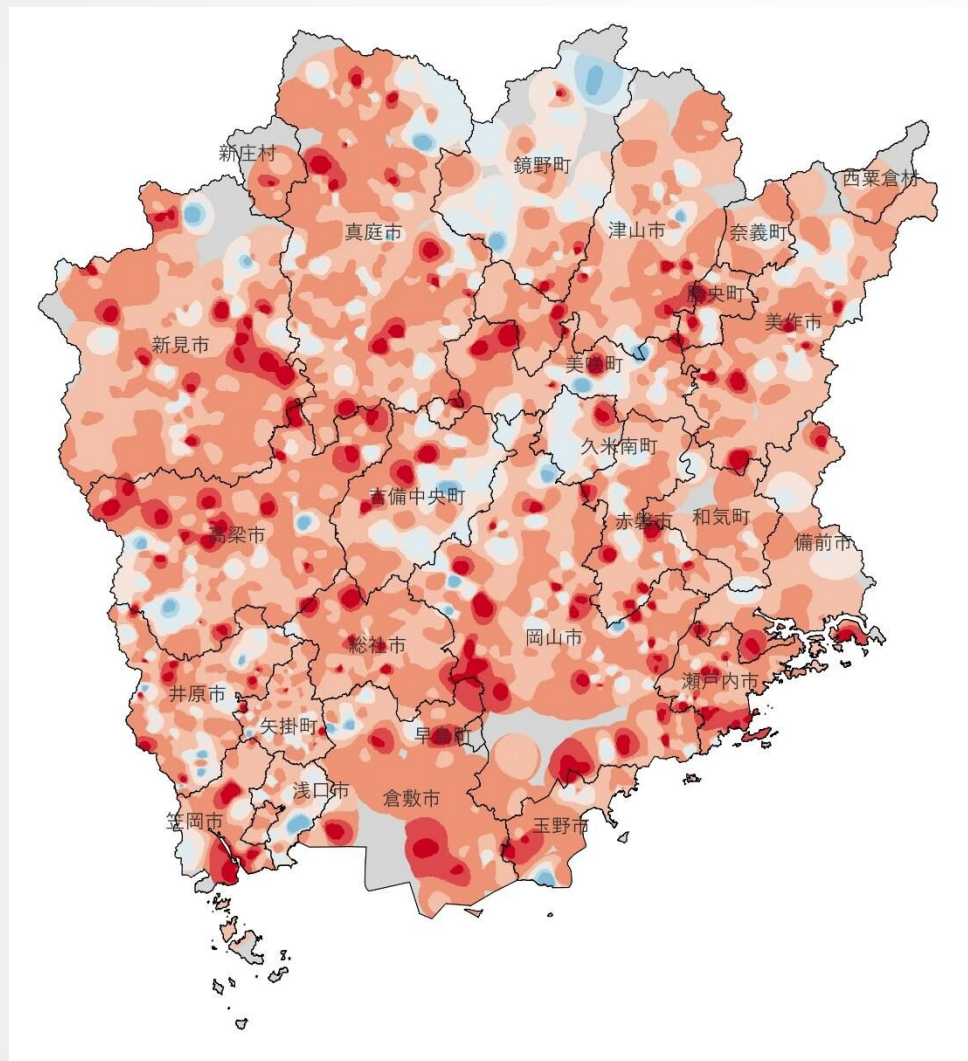 新庄村
鏡野町
西粟倉村
真庭市
津山市
奈義町
勝央町
美作市
新見市
美咲町
久米南町
吉備中央町
赤磐市
和気町
高梁市
備前市
総社市
岡山市
瀬戸内市
井原市
矢掛町
早島町
浅口市
倉敷市
笠岡市
玉野市